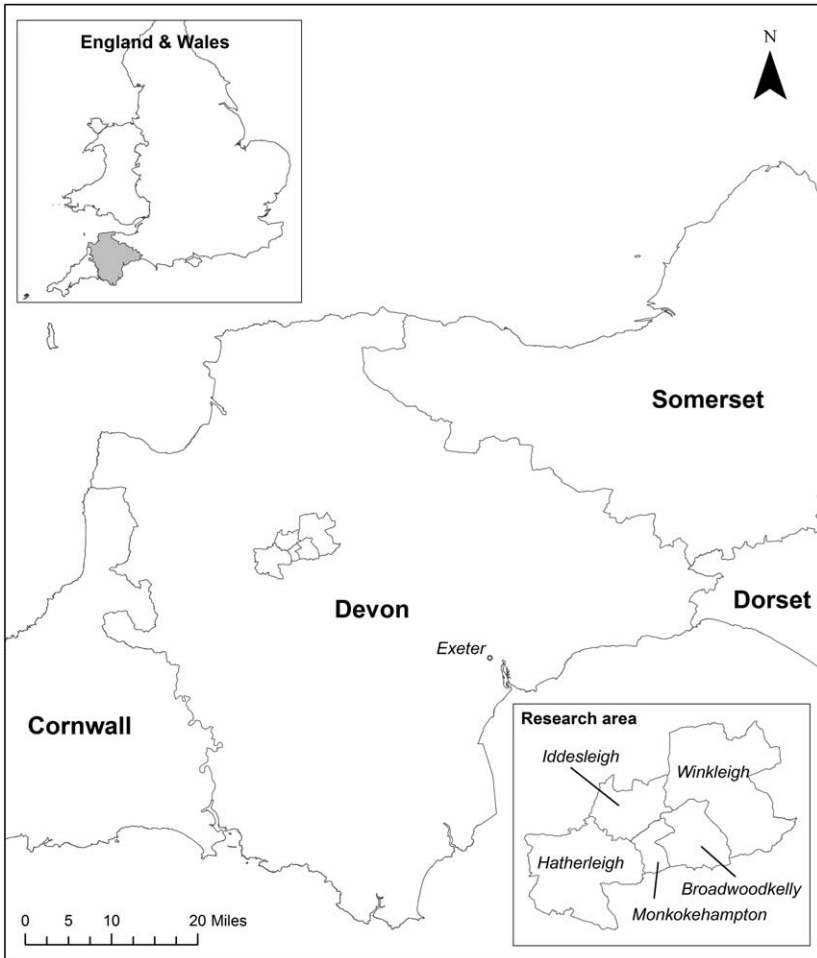 England & Wales
N
Somerset
Devon
Dorset
Exeter
Cornwall
Research area
Iddesleigh
Winkleigh
Hatherleigh
Broadwoodkelly
Monkokehampton
0 5 10 20 Miles